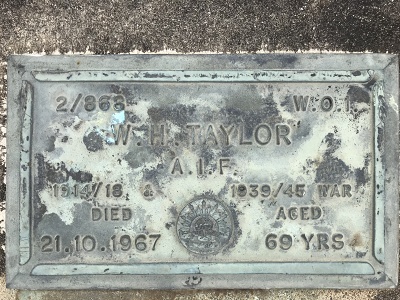 2/868 W.O.1
W.H.TAYLOR
A.I.F
1914/18 & 1939/45 WAR
DIED AGED
21.10.1967 69 YRS